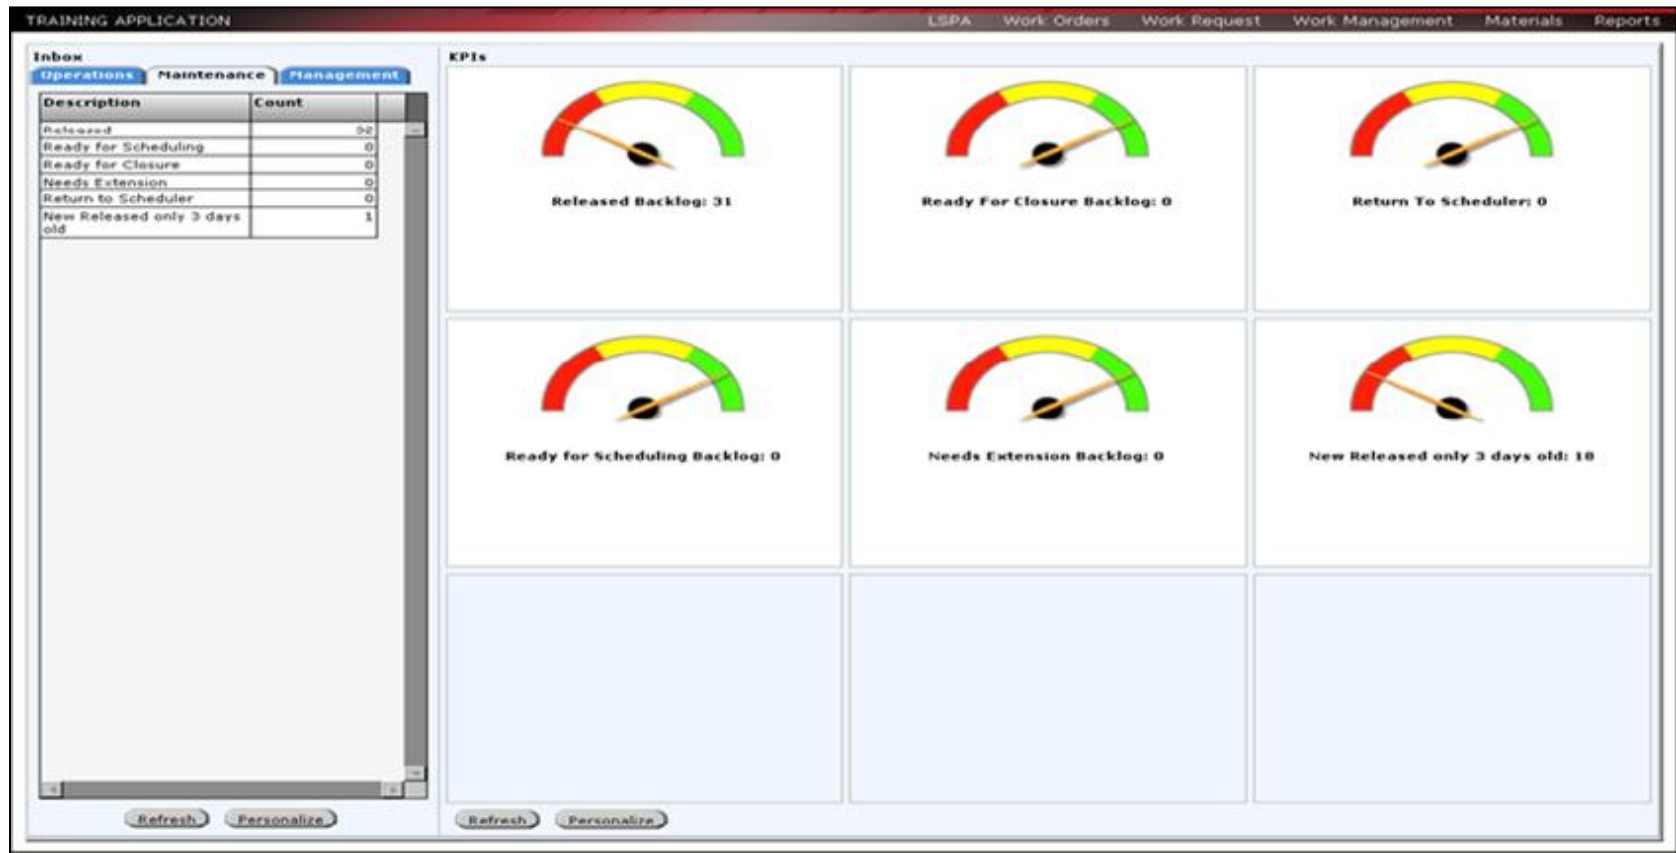 TRAINING APPLICATION
LSPA Work Orders Work Request Work Management Materials Reports
Inbox
Operations Maintenance Management
Description Count
Released
Ready for Scheduling 0
Ready for Closure 0
Needs Extension 0
Return to Scheduler 0
New Released only 3 days 1
old
Refresh Personalize
KPIs
Released Backlog: 31
Ready For Closure Backlog: 0
Return To Scheduler: 0
Ready for Scheduling Backlog: 0
Needs Extension Backlog: 0
New Released only 3 days old: 18
Refresh Personalize